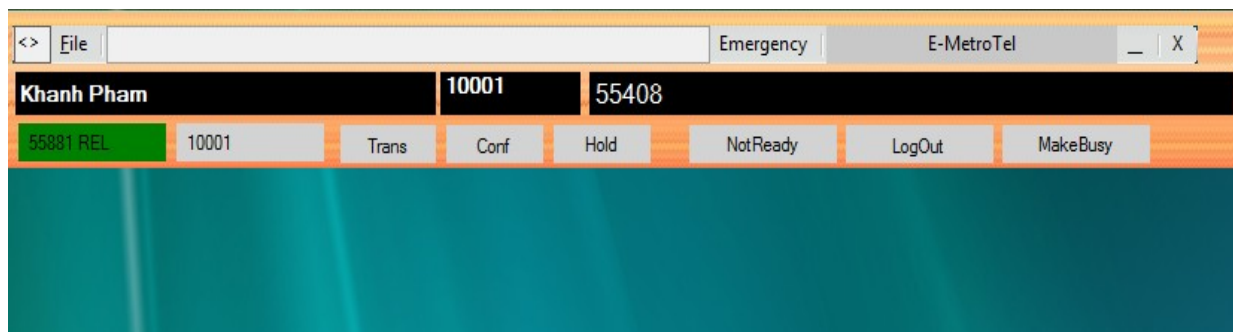 <> File Emergency E-MetroTel _ X
Khanh Pham 10001 55408
55881 REL 10001 Trans Conf Hold NotReady LogOut MakeBusy